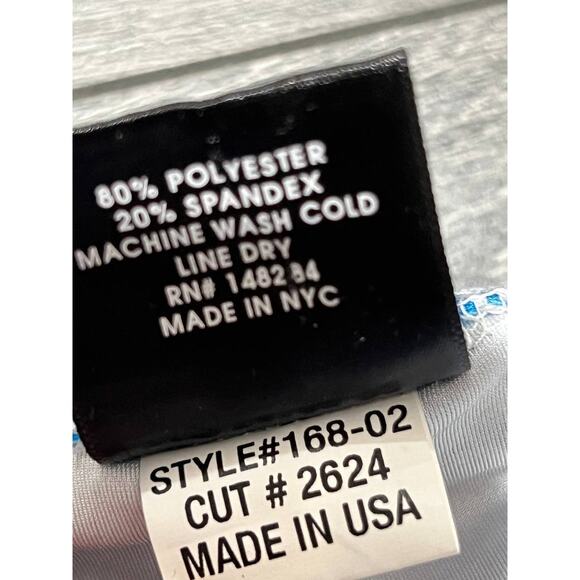 80% POLYESTER
20% SPANDEX
MACHINE WASH COLD
LINE DRY
RN# 148284
MADE IN NYC
STYLE#168-02
CUT # 2624
MADE IN USA